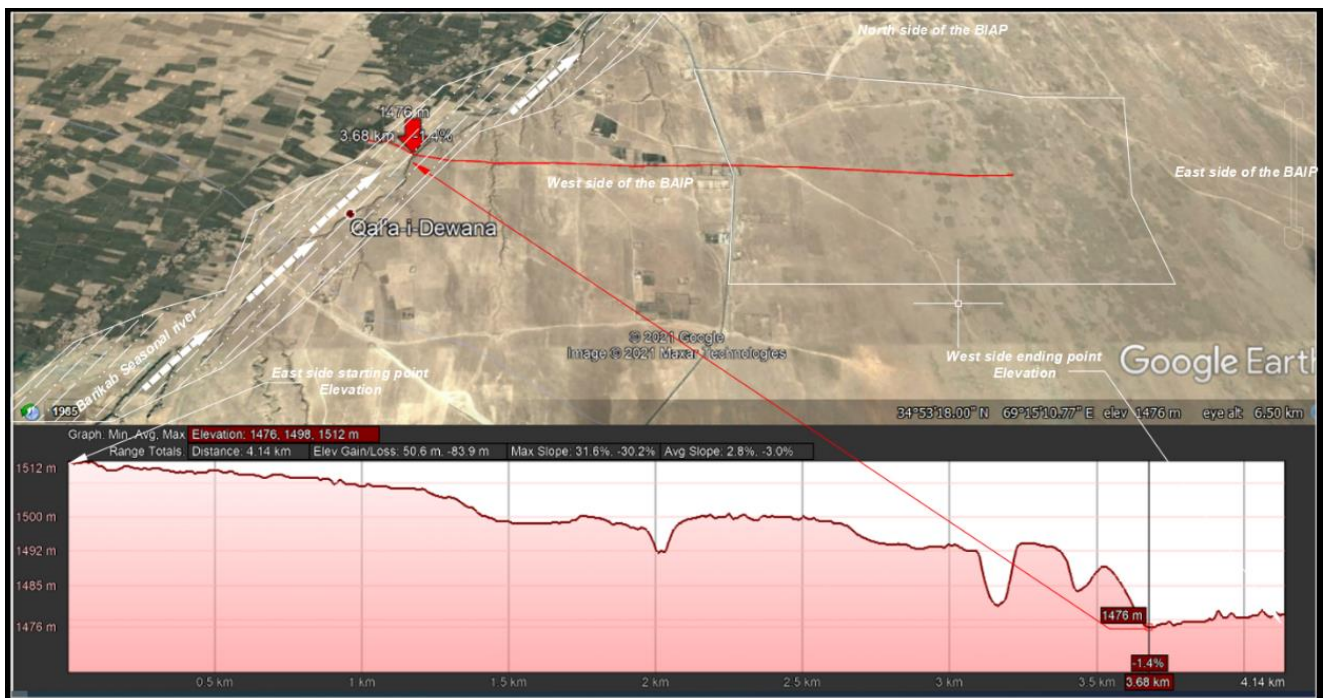 North side of the BIAP
1476 m
3.68 km -1.4%
West side of the BAIP
East side of the BAIP
Qal'a-i-Dewana
Barikab Seasonal river
© 2021 Google
Image © 2021 Maxar Technologies
East side starting point
Elevation
West side ending point
Elevation
Google Earth
1985
34°53'18.00" N 69°15'10.77" E elev 1476 m eye alt 6.50 km
Graph: Min, Avg, Max Elevation: 1476, 1498, 1512 m
Range Totals: Distance: 4.14 km Elev Gain/Loss: 50.6 m, -83.9 m Max Slope: 31.6%, -30.2% Avg Slope: 2.8%, -3.0%
1512 m
1500 m
1492 m
1485 m
1476 m
1476 m
-1.4%
0.5 km 1 km 1.5 km 2 km 2.5 km 3 km 3.5 km 3.68 km 4.14 km